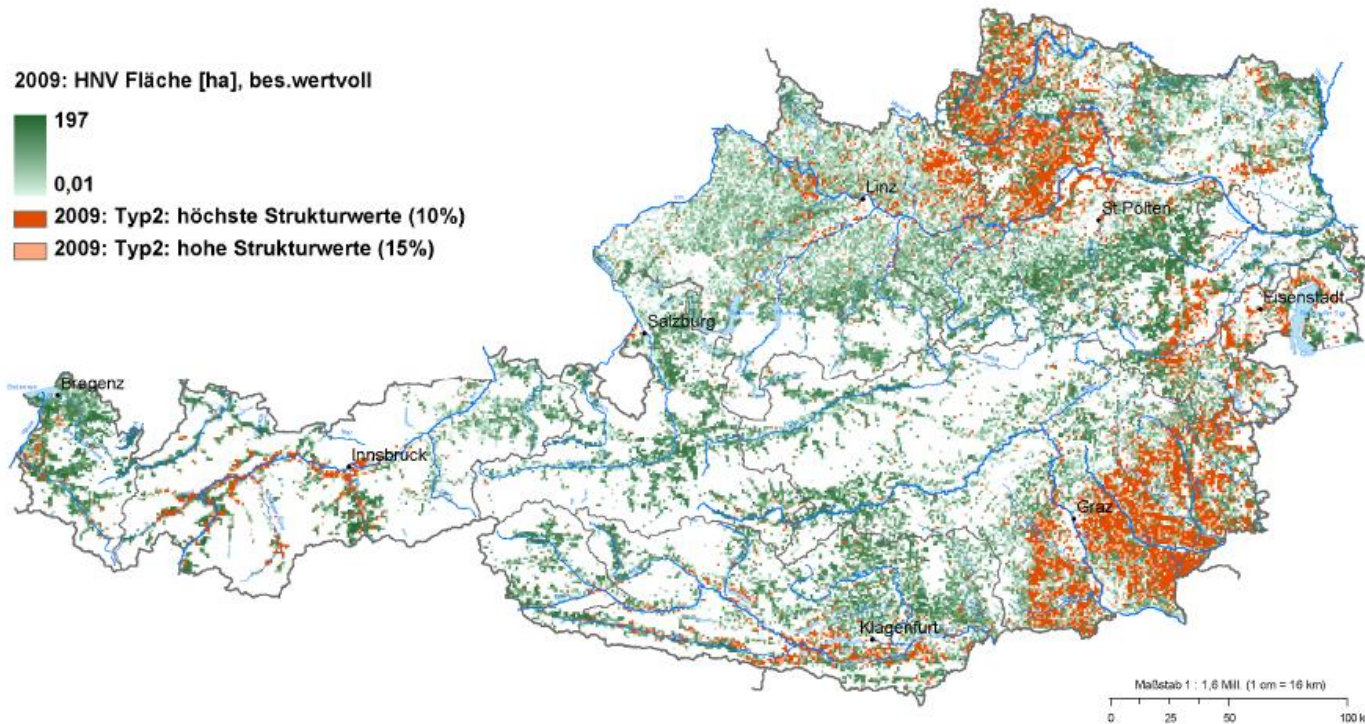 2009: HNV Fläche [ha], bes.wertvoll
197
0,01
2009: Typ2: höchste Strukturwerte (10%)
2009: Typ2: hohe Strukturwerte (15%)
Linz
St.Pölten
Eisenstadt
Salzburg
Bregenz
Innsbruck
Graz
Klagenfurt
Maßstab 1 : 1,6 Mill. (1 cm = 16 km)
0 25 50 100 k